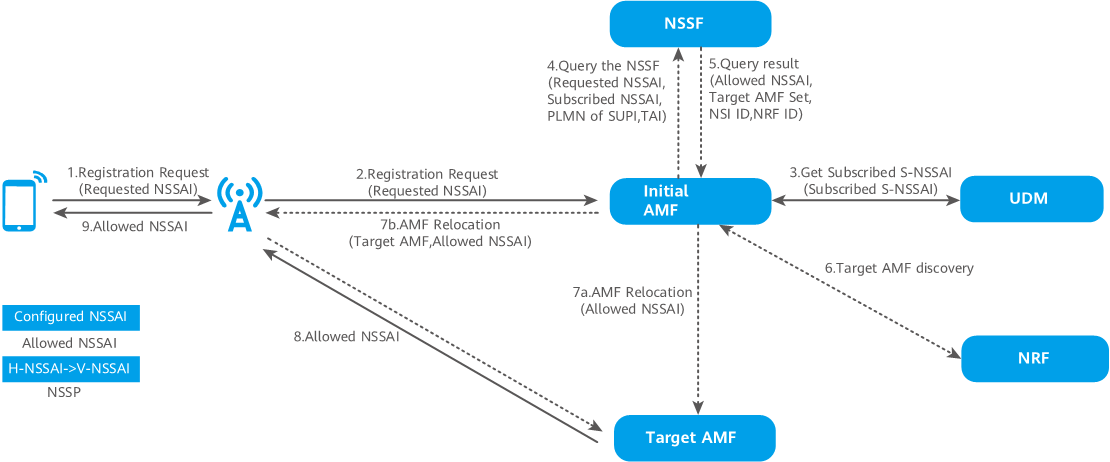 NSSF
4.Query the NSSF
(Requested NSSAI,
Subscribed NSSAI,
PLMN of SUPI,TAI)
5.Query result
(Allowed NSSAI,
Target AMF Set,
NSI ID,NRF ID)
1.Registration Request
(Requested NSSAI)
2.Registration Request
(Requested NSSAI)
Initial
AMF
3.Get Subscribed S-NSSAI
(Subscribed S-NSSAI)
UDM
9.Allowed NSSAI
7b.AMF Relocation
(Target AMF,Allowed NSSAI)
6.Target AMF discovery
7a.AMF Relocation
(Allowed NSSAI)
Configured NSSAI
Allowed NSSAI
H-NSSAI->V-NSSAI
NSSP
8.Allowed NSSAI
NRF
Target AMF